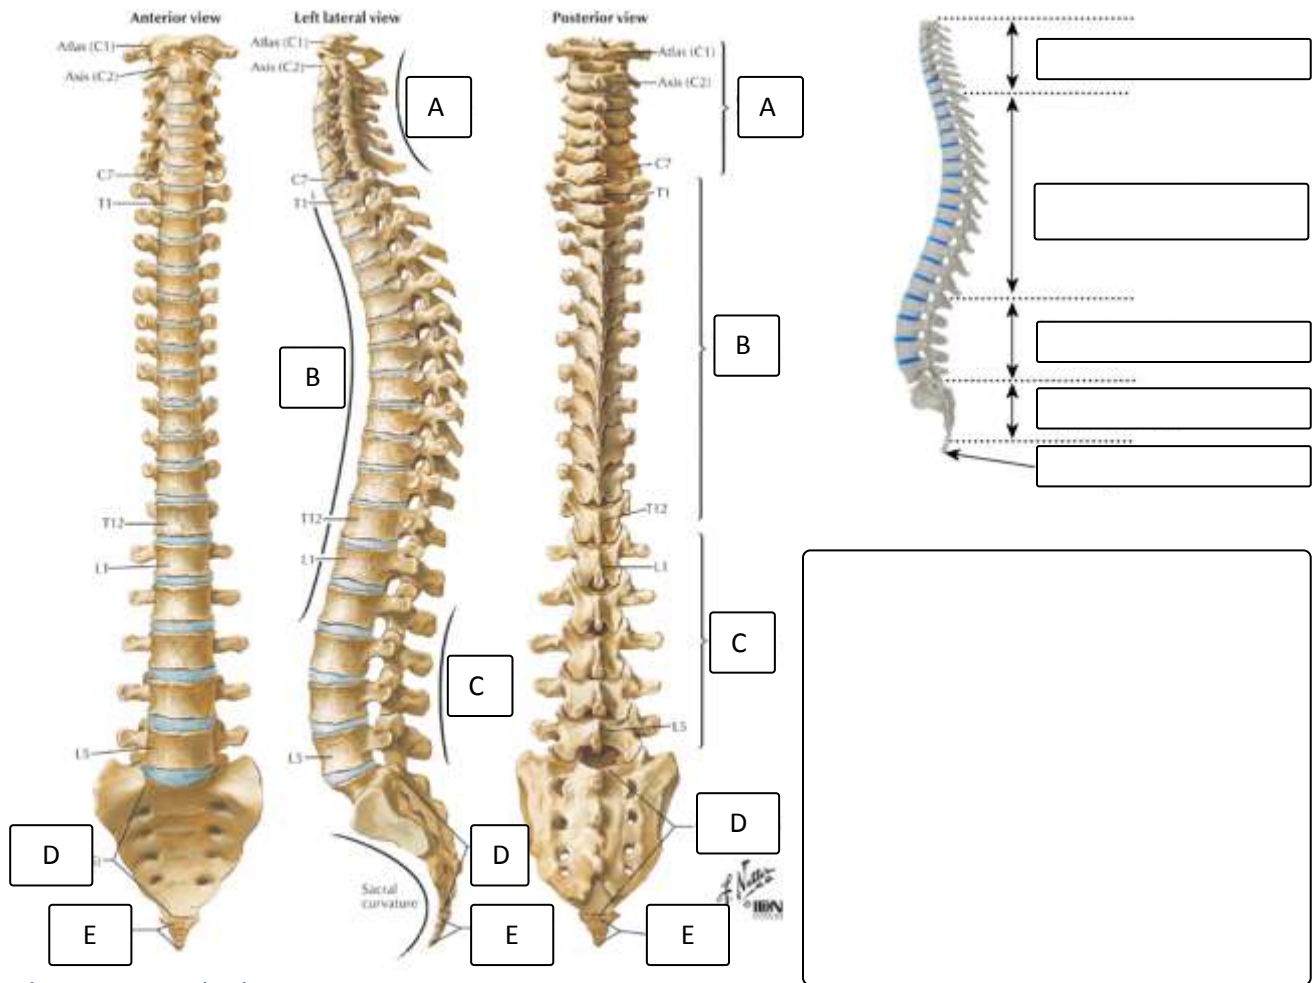 Anterior view
Left lateral view
Posterior view
Atlas (C1)
Axis (C2)
C7
T1
T12
L1
L5
D
E
Atlas (C1)
Axis (C2)
A
C7
T1
B
T12
L1
C
L5
D
Sacral
curvature
E
Atlas (C1)
Axis (C2)
A
C7
T1
B
T12
L1
C
L5
D
E